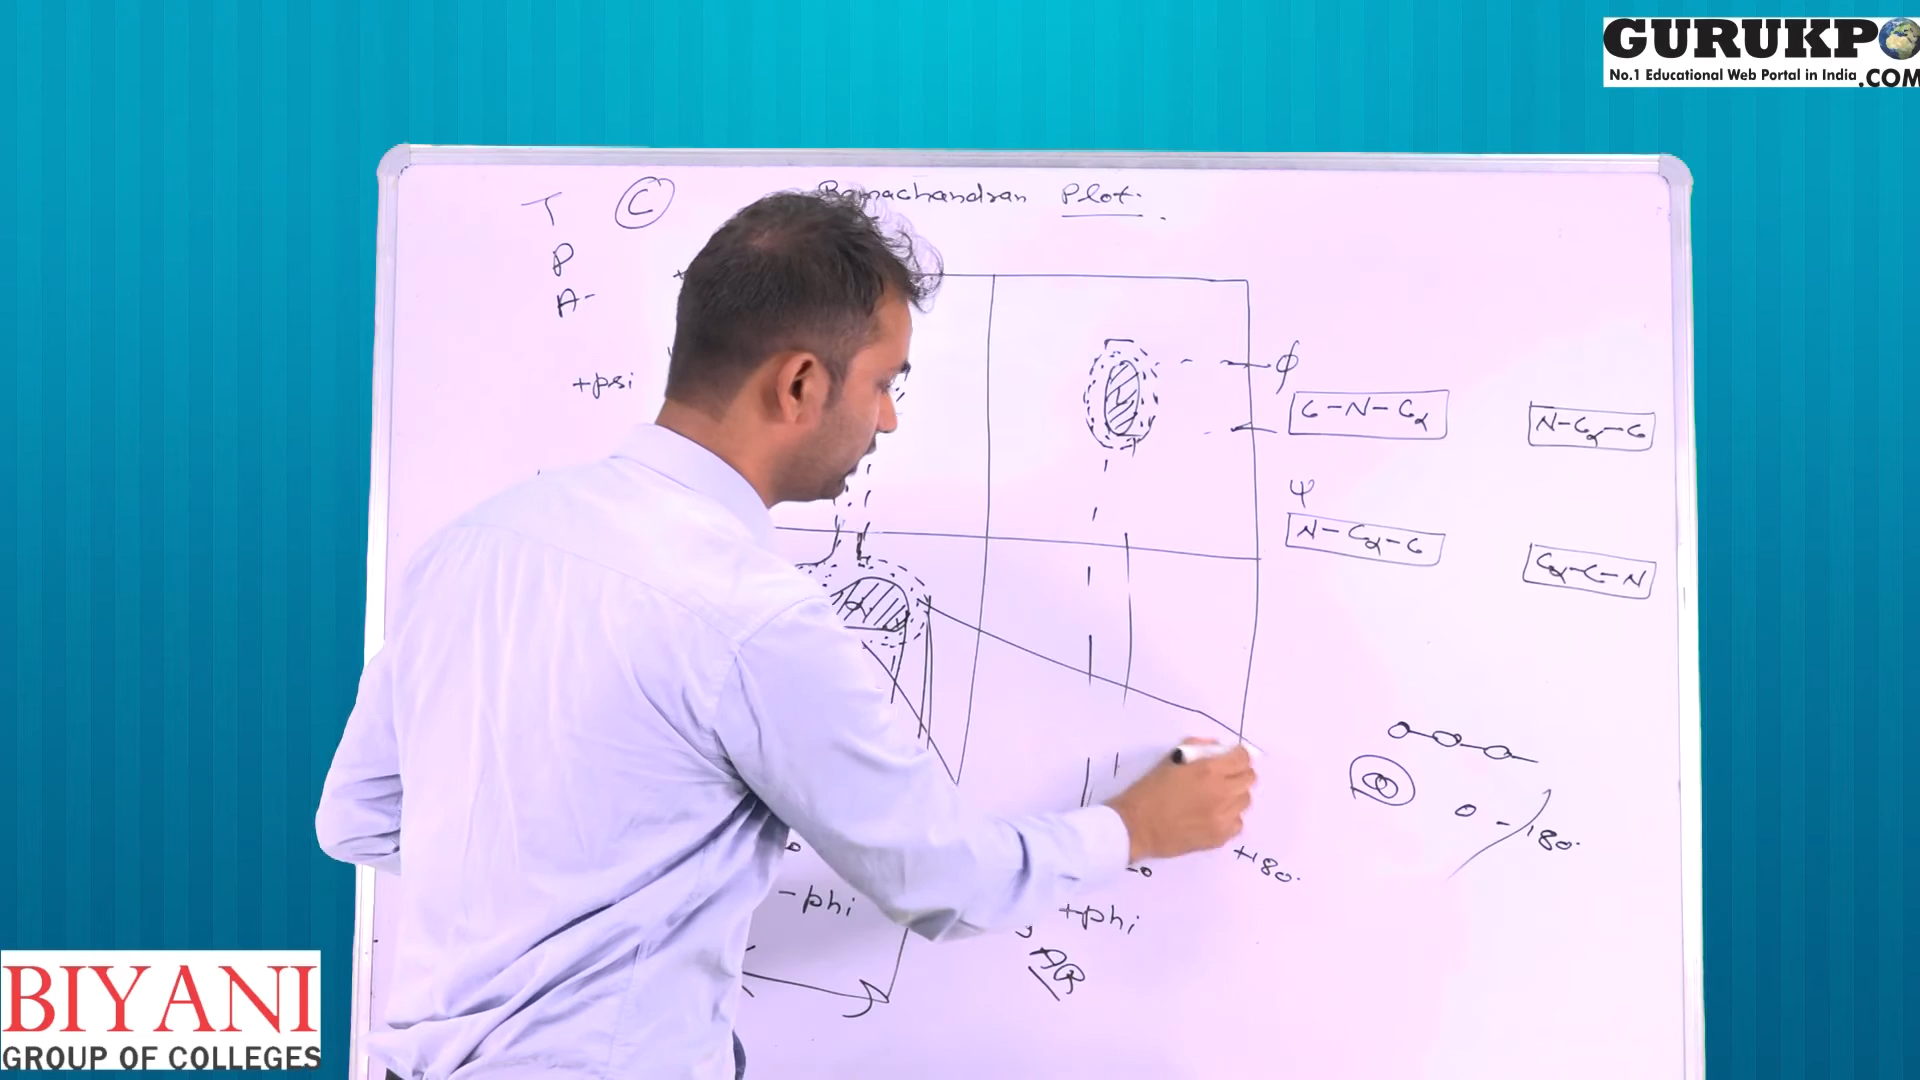 GURUKPO
No.1 Educational Web Portal in India .COM
Ramachandran Plot.
T
C
P
A-
+psi
L
ϕ
C-N-Cα
N-Cα-C
ψ
N-Cα-C
Cα-C-N
α
0 - 180.
+180.
-phi
+phi
BIYANI
GROUP OF COLLEGES